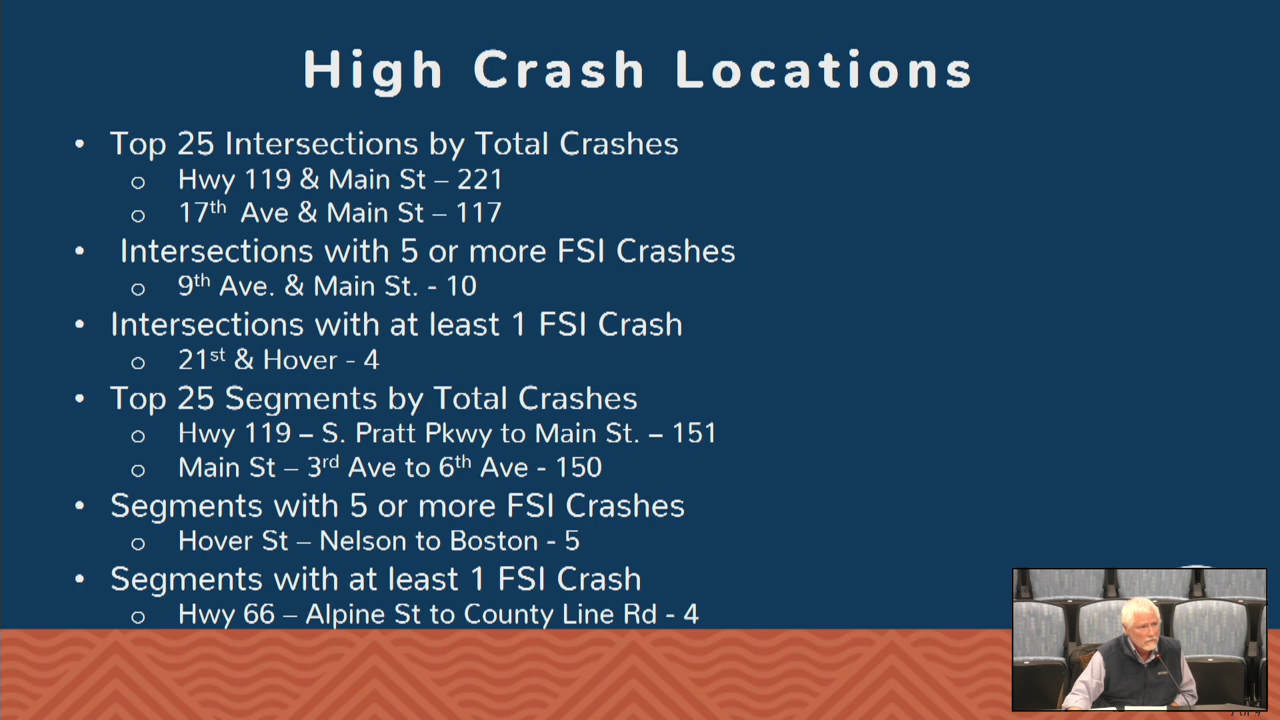 High Crash Locations
• Top 25 Intersections by Total Crashes
o Hwy 119 & Main St – 221
o 17th Ave & Main St – 117
• Intersections with 5 or more FSI Crashes
o 9th Ave. & Main St. - 10
• Intersections with at least 1 FSI Crash
o 21st & Hover - 4
• Top 25 Segments by Total Crashes
o Hwy 119 – S. Pratt Pkwy to Main St. – 151
o Main St – 3rd Ave to 6th Ave - 150
• Segments with 5 or more FSI Crashes
o Hover St – Nelson to Boston - 5
• Segments with at least 1 FSI Crash
o Hwy 66 – Alpine St to County Line Rd - 4